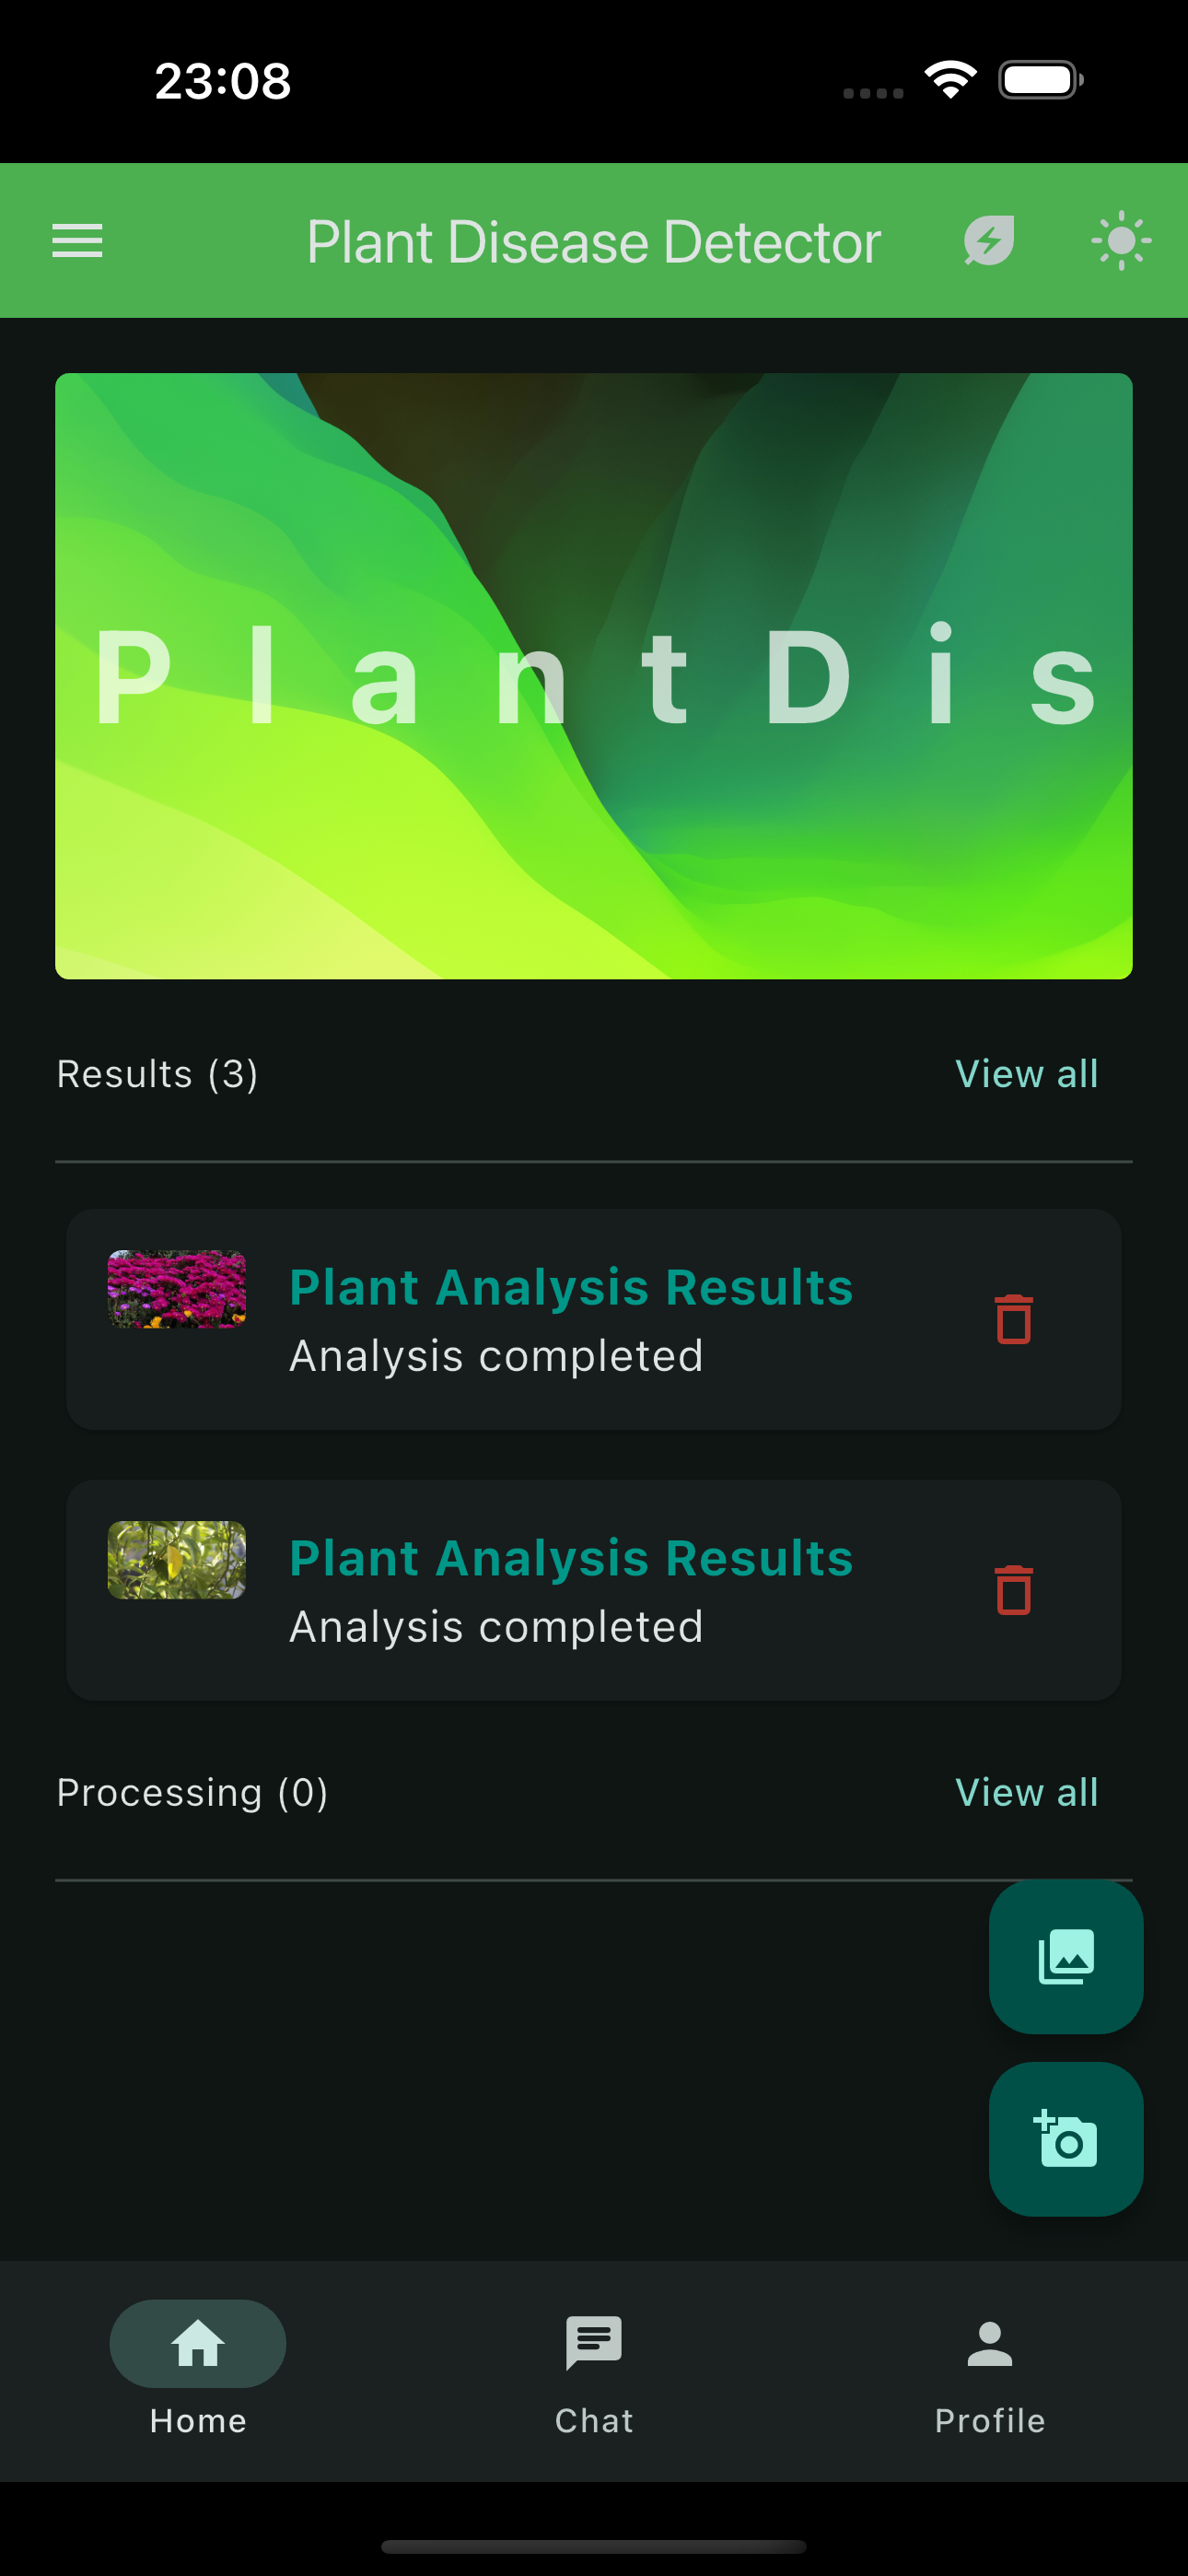 23:08
Plant Disease Detector
P l a n t D i s
Results (3)
View all
Plant Analysis Results
Analysis completed
Plant Analysis Results
Analysis completed
Processing (0)
View all
Home
Chat
Profile